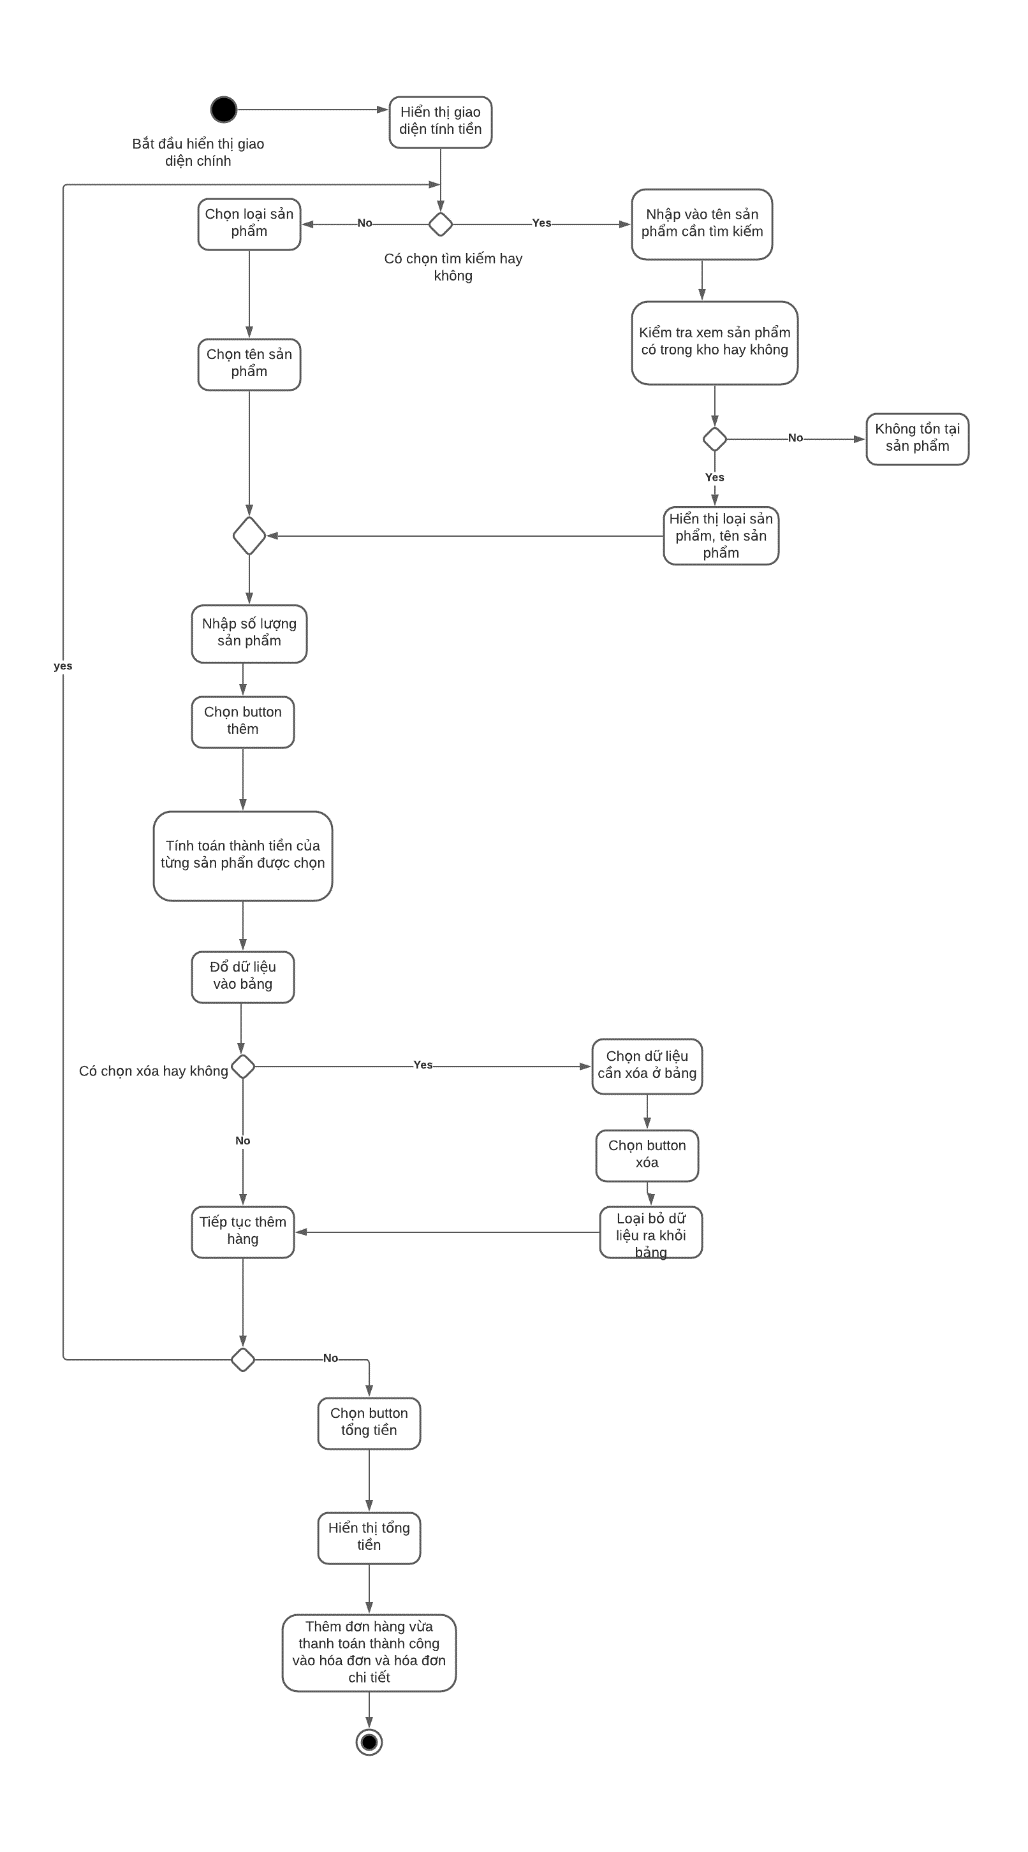 Hiển thị giao
diện tính tiền
Bắt đầu hiển thị giao
diện chính
Chọn loại sản
phẩm
No
Yes
Nhập vào tên sản
phẩm cần tìm kiếm
Có chọn tìm kiếm hay
không
Kiểm tra xem sản phẩm
có trong kho hay không
Chọn tên sản
phẩm
No
Không tồn tại
sản phẩm
Yes
Hiển thị loại sản
phẩm, tên sản
phẩm
Nhập số lượng
sản phẩm
yes
Chọn button
thêm
Tính toán thành tiền của
từng sản phẩn được chọn
Đổ dữ liệu
vào bảng
Có chọn xóa hay không
Yes
Chọn dữ liệu
cần xóa ở bảng
No
Chọn button
xóa
Tiếp tục thêm
hàng
Loại bỏ dữ
liệu ra khỏi
bảng
No
Chọn button
tổng tiền
Hiển thị tổng
tiền
Thêm đơn hàng vừa
thanh toán thành công
vào hóa đơn và hóa đơn
chi tiết